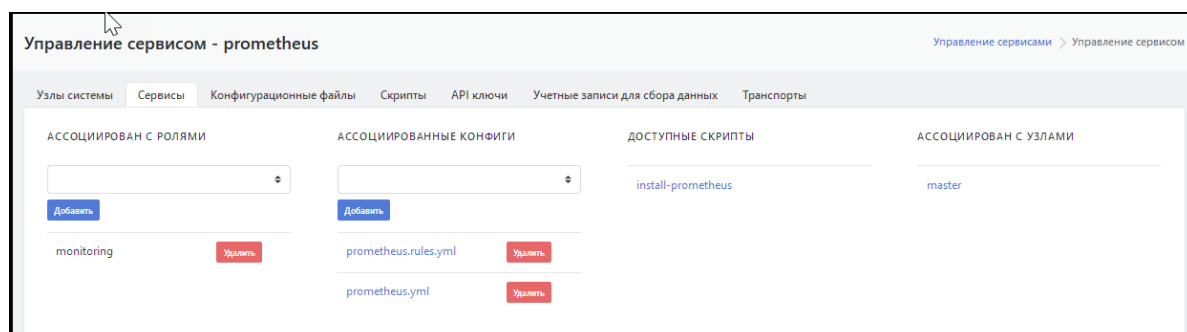 Управление сервисом - prometheus
Управление сервисами > Управление сервисом
Узлы системы Сервисы Конфигурационные файлы Скрипты API ключи Учетные записи для сбора данных Транспорты
АССОЦИИРОВАН С РОЛЯМИ
Добавить
monitoring Удалить
АССОЦИИРОВАННЫЕ КОНФИГИ
Добавить
prometheus.rules.yml Удалить
prometheus.yml Удалить
ДОСТУПНЫЕ СКРИПТЫ
install-prometheus
АССОЦИИРОВАН С УЗЛАМИ
master